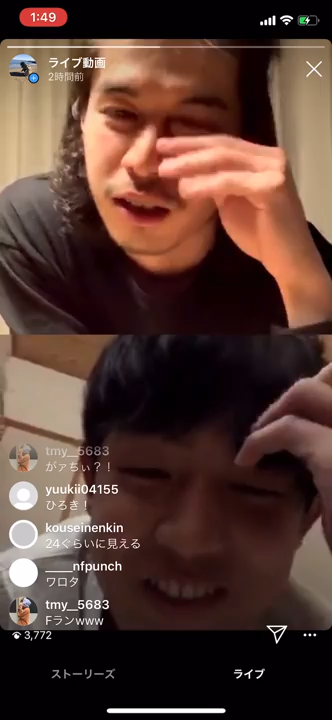 1:49
ライブ動画
2時間前
tmy__5683
がァちぃ？！
yuukii04155
ひろき！
kouseinenkin
24ぐらいに見える
____nfpunch
ワロタ
tmy__5683
Fランwww
3,772
ストーリーズ
ライブ